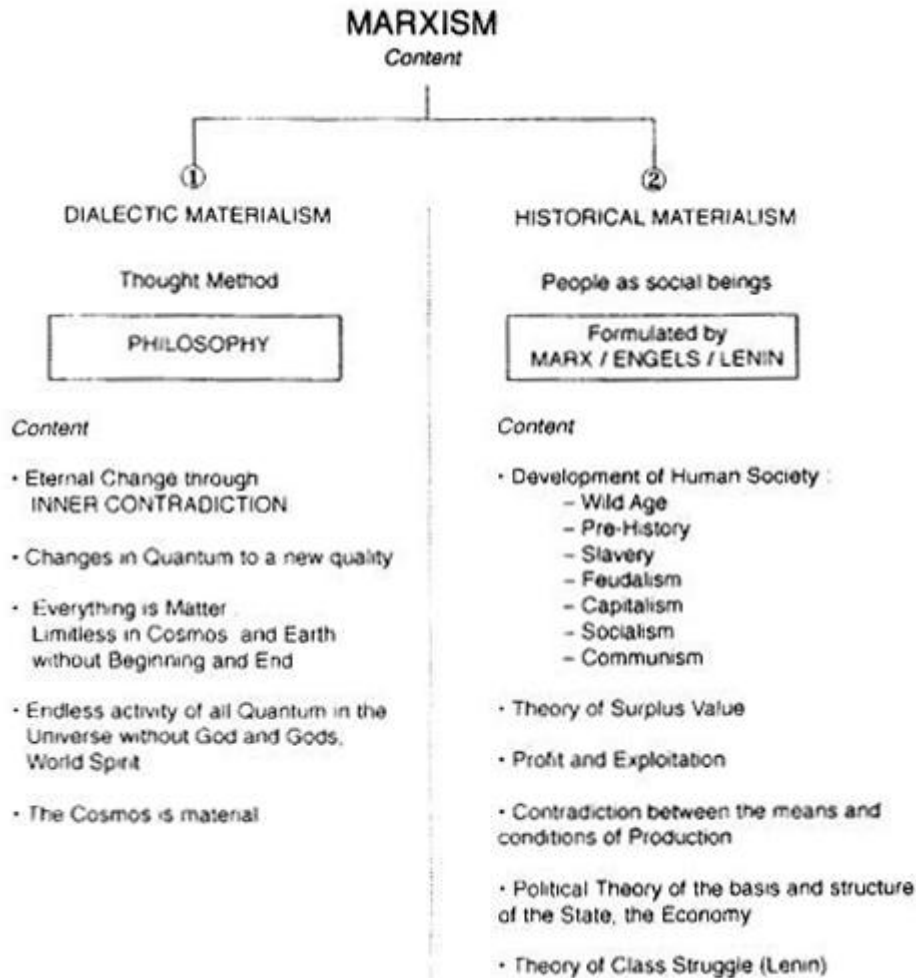 MARXISM
Content
①
DIALECTIC MATERIALISM
Thought Method
PHILOSOPHY
Content
· Eternal Change through
INNER CONTRADICTION
· Changes in Quantum to a new quality
· Everything is Matter
Limitless in Cosmos and Earth
without Beginning and End
· Endless activity of all Quantum in the
Universe without God and Gods,
World Spirit
· The Cosmos is material
②
HISTORICAL MATERIALISM
People as social beings
Formulated by
MARX / ENGELS / LENIN
Content
· Development of Human Society :
– Wild Age
– Pre-History
– Slavery
– Feudalism
– Capitalism
– Socialism
– Communism
· Theory of Surplus Value
· Profit and Exploitation
· Contradiction between the means and
conditions of Production
· Political Theory of the basis and structure
of the State, the Economy
· Theory of Class Struggle (Lenin)